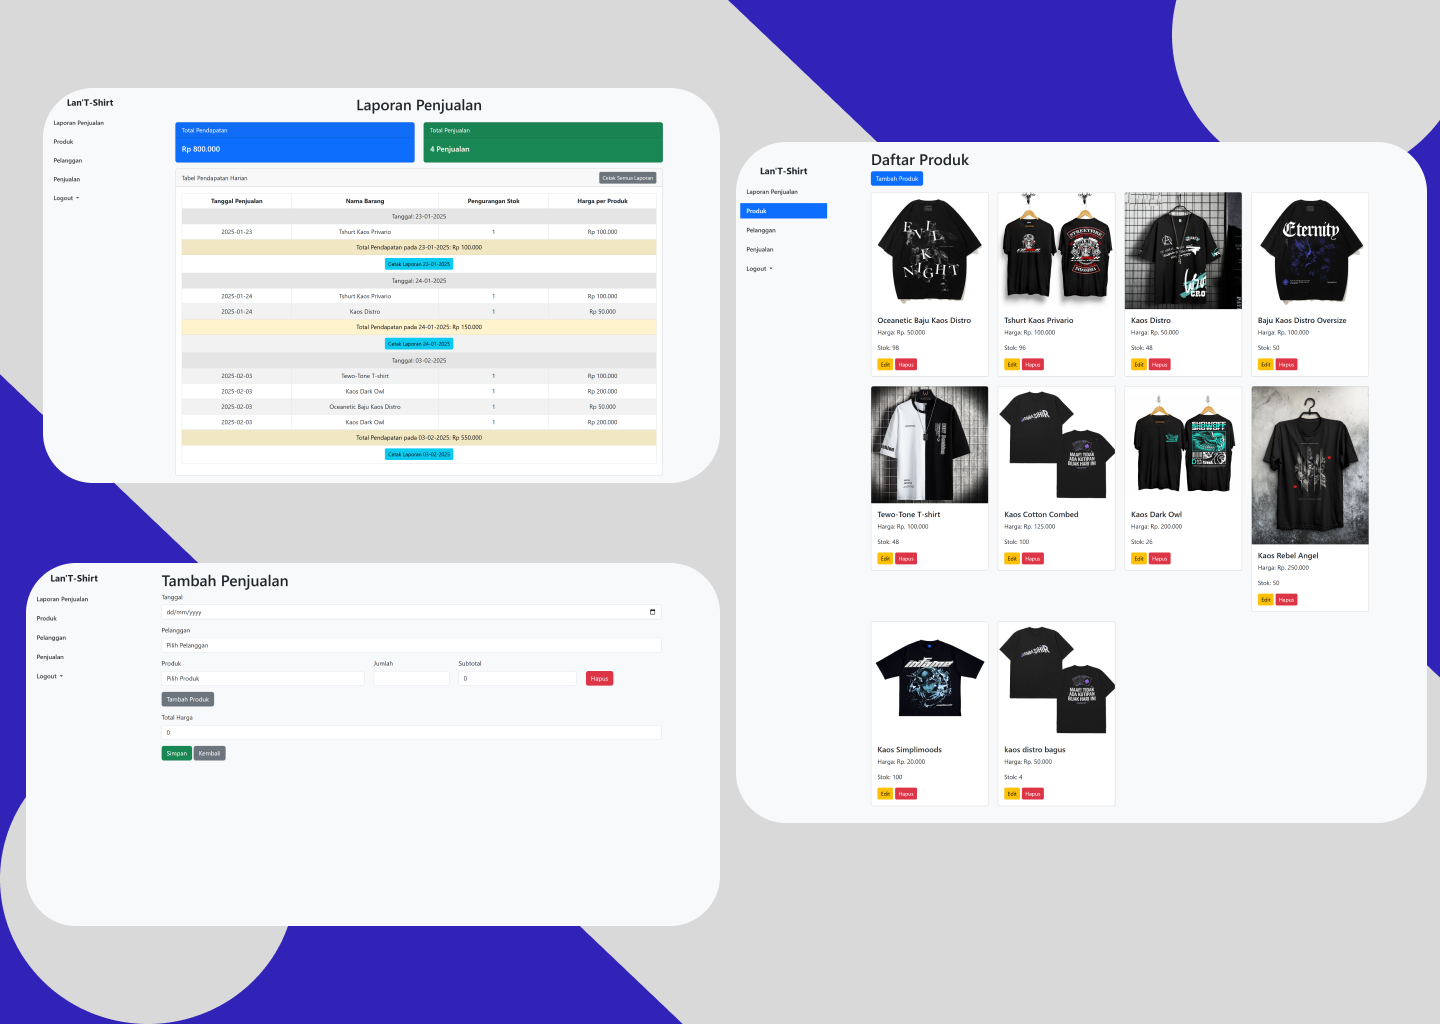 Lan'T-Shirt
Laporan Penjualan
Produk
Pelanggan
Penjualan
Logout
Laporan Penjualan
Total Pendapatan
Rp 800.000
Total Penjualan
4 Penjualan
Tabel Pendapatan Harian
Cetak Semua Laporan
Tanggal Penjualan Nama Barang Pengurangan Stok Harga per Produk
Tanggal: 23-01-2025
2025-01-23 Tshurt Kaos Privario 1 Rp 100.000
Total Pendapatan pada 23-01-2025: Rp 100.000
Cetak Laporan 23-01-2025
Tanggal: 24-01-2025
2025-01-24 Tshurt Kaos Privario 1 Rp 100.000
2025-01-24 Kaos Distro 1 Rp 50.000
Total Pendapatan pada 24-01-2025: Rp 150.000
Cetak Laporan 24-01-2025
Tanggal: 03-02-2025
2025-02-03 Tewo-Tone T-shirt 1 Rp 100.000
2025-02-03 Kaos Dark Owl 1 Rp 200.000
2025-02-03 Oceanetic Baju Kaos Distro 1 Rp 50.000
2025-02-03 Kaos Dark Owl 1 Rp 200.000
Total Pendapatan pada 03-02-2025: Rp 550.000
Cetak Laporan 03-02-2025
Lan'T-Shirt
Laporan Penjualan
Produk
Pelanggan
Penjualan
Logout
Tambah Penjualan
Tanggal
dd/mm/yyyy
Pelanggan
Pilih Pelanggan
Produk Jumlah Subtotal
Pilih Produk 0 Hapus
Tambah Produk
Total Harga
0
Simpan Kembali
Lan'T-Shirt
Laporan Penjualan
Produk
Pelanggan
Penjualan
Logout
Daftar Produk
Tambah Produk
Eternity
Oceanetic Baju Kaos Distro
Harga: Rp. 50.000
Stok: 98
Edit Hapus
Tshurt Kaos Privario
Harga: Rp. 100.000
Stok: 96
Edit Hapus
Kaos Distro
Harga: Rp. 50.000
Stok: 48
Edit Hapus
Baju Kaos Distro Oversize
Harga: Rp. 100.000
Stok: 50
Edit Hapus
Tewo-Tone T-shirt
Harga: Rp. 100.000
Stok: 48
Edit Hapus
MAAF! TIDAK
ADA KUTIPAN
BIJAK HARI INI
Kaos Cotton Combed
Harga: Rp. 125.000
Stok: 100
Edit Hapus
SHOWOFF
Kaos Dark Owl
Harga: Rp. 200.000
Stok: 26
Edit Hapus
Kaos Rebel Angel
Harga: Rp. 250.000
Stok: 50
Edit Hapus
Kaos Simplimoods
Harga: Rp. 20.000
Stok: 100
Edit Hapus
MAAF! TIDAK
ADA KUTIPAN
BIJAK HARI INI
kaos distro bagus
Harga: Rp. 50.000
Stok: 4
Edit Hapus